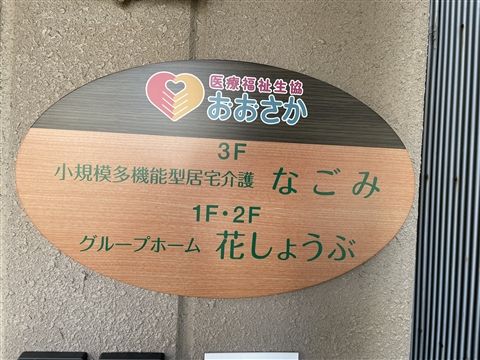 医療福祉生協
おおさか
3F
小規模多機能型居宅介護 なごみ
1F・2F
グループホーム 花しょうぶ